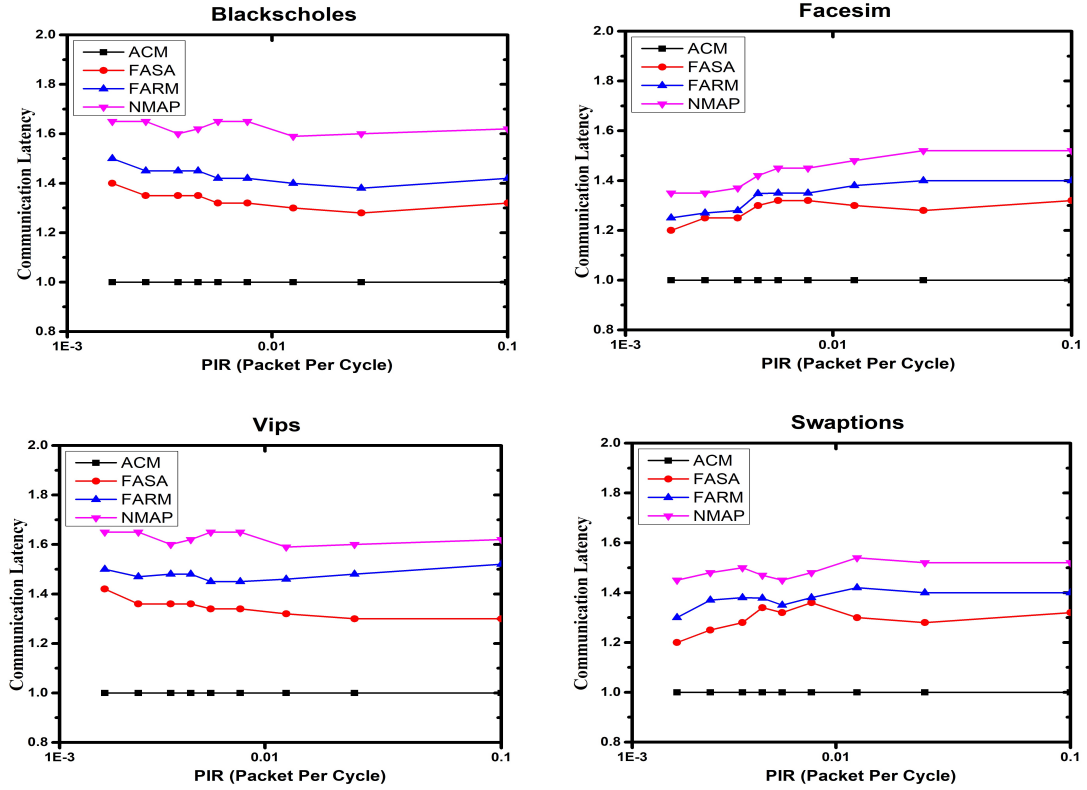 Blackscholes
2.0
1.8
1.6
1.4
1.2
1.0
0.8
Communication Latency
ACM
FASA
FARM
NMAP
1E-3
0.01
0.1
PIR (Packet Per Cycle)
Facesim
2.0
1.8
1.6
1.4
1.2
1.0
0.8
Communication Latency
ACM
FASA
FARM
NMAP
1E-3
0.01
0.1
PIR (Packet Per Cycle)
Vips
2.0
1.8
1.6
1.4
1.2
1.0
0.8
Communication Latency
ACM
FASA
FARM
NMAP
1E-3
0.01
0.1
PIR (Packet Per Cycle)
Swaptions
2.0
1.8
1.6
1.4
1.2
1.0
0.8
Communication Latency
ACM
FASA
FARM
NMAP
1E-3
0.01
0.1
PIR (Packet Per Cycle)